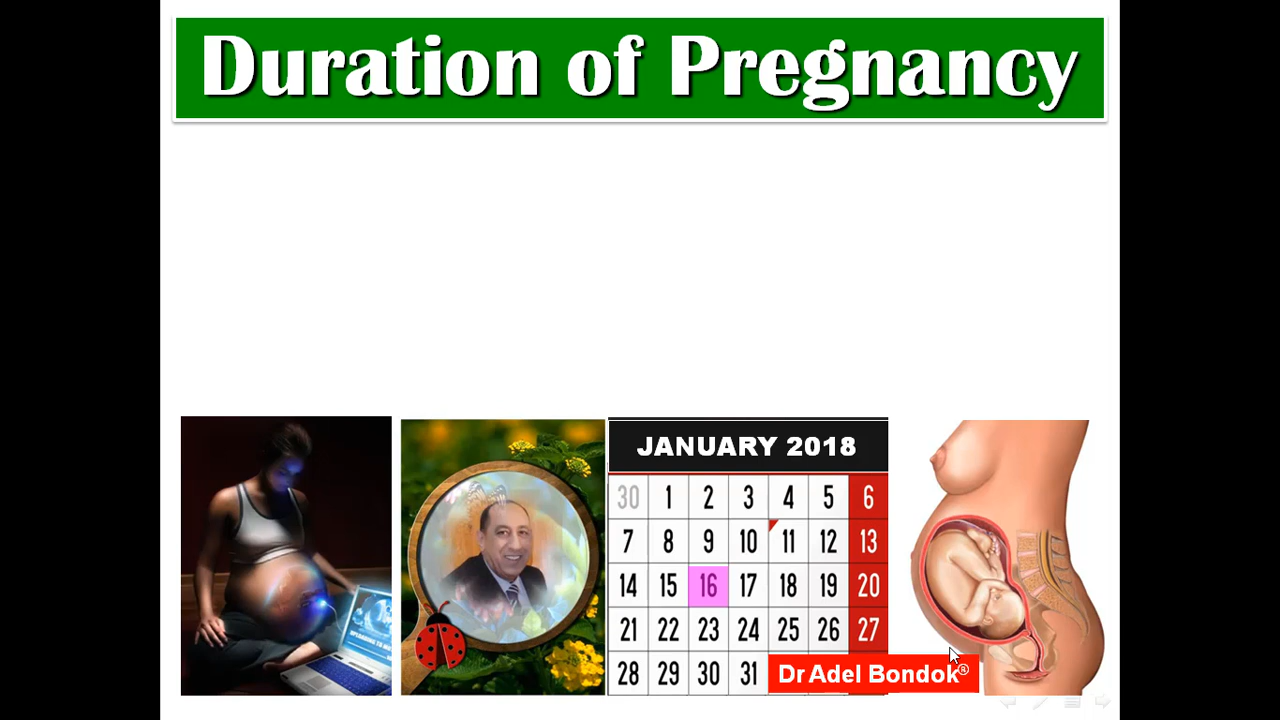 Duration of Pregnancy
JANUARY 2018
30 1 2 3 4 5 6
7 8 9 10 11 12 13
14 15 16 17 18 19 20
21 22 23 24 25 26 27
28 29 30 31
Dr Adel Bondok®